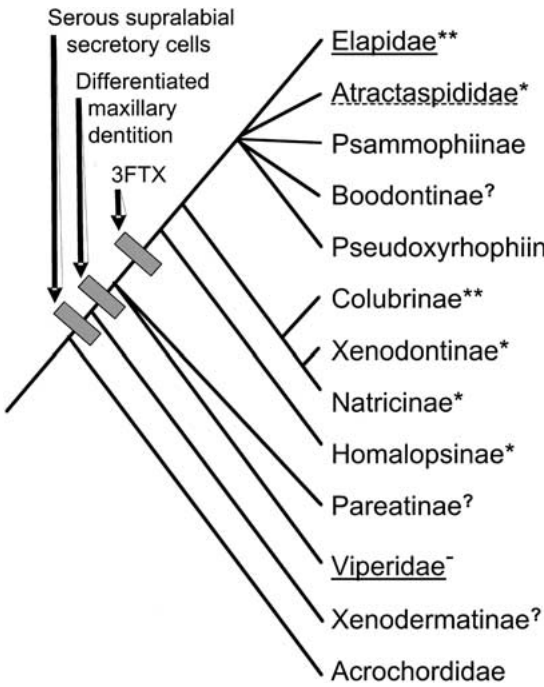 Serous supralabial
secretory cells
Differentiated
maxillary
dentition
3FTX
Elapidae**
Atractaspididae*
Psammophiinae
Boodontinae?
Pseudoxyrhophiin
Colubrinae**
Xenodontinae*
Natricinae*
Homalopsinae*
Pareatinae?
Viperidae-
Xenodermatinae?
Acrochordidae